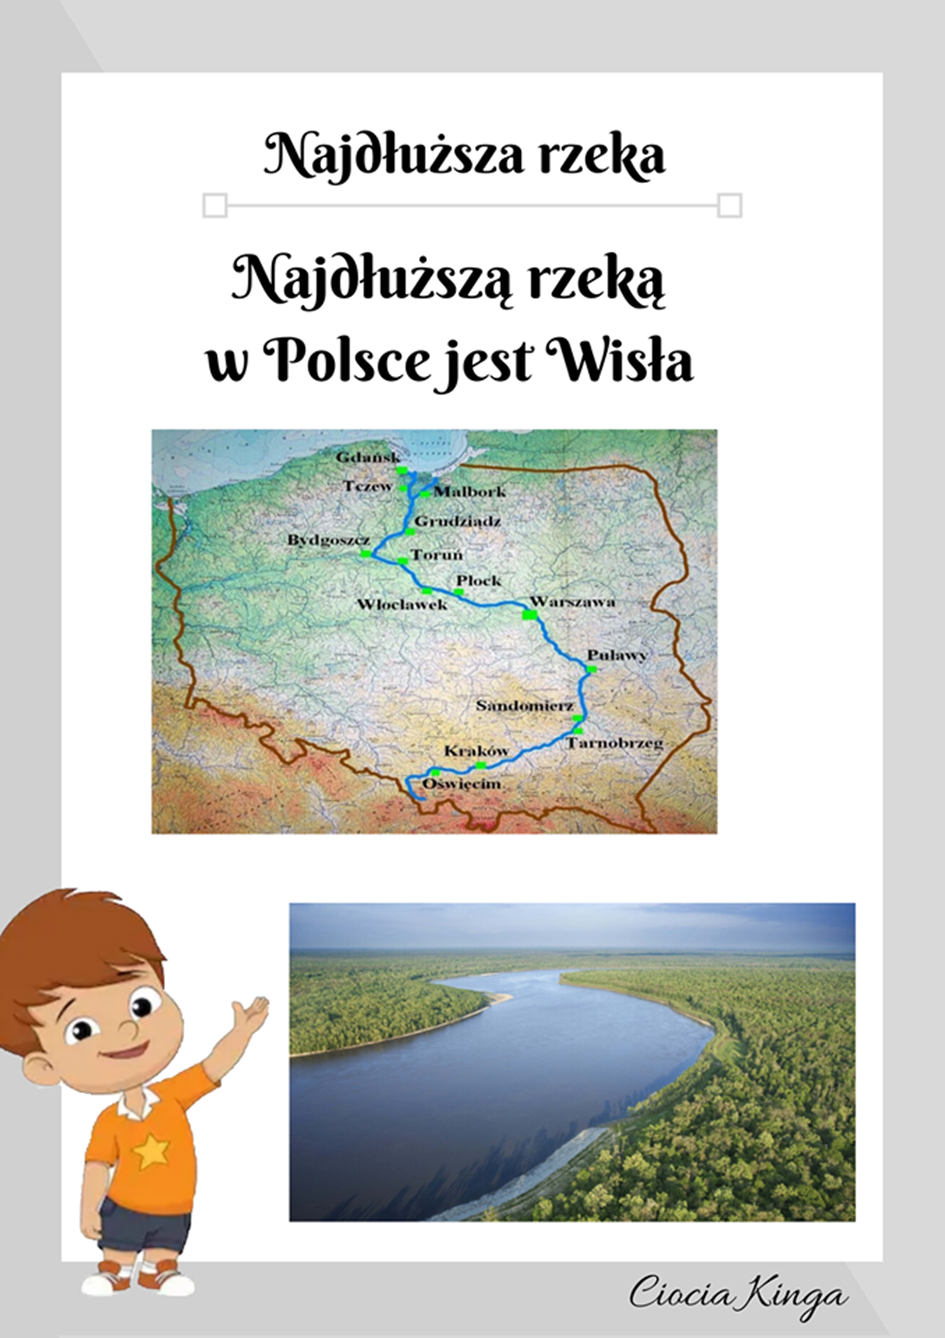 Najdłuższa rzeka
Najdłuższą rzeką
w Polsce jest Wisła
Gdańsk
Tczew
Malbork
Grudziadz
Bydgoszcz
Toruń
Płock
Włocławek
Warszawa
Puławy
Sandomierz
Tarnobrzeg
Kraków
Oświęcim
Ciocia Kinga